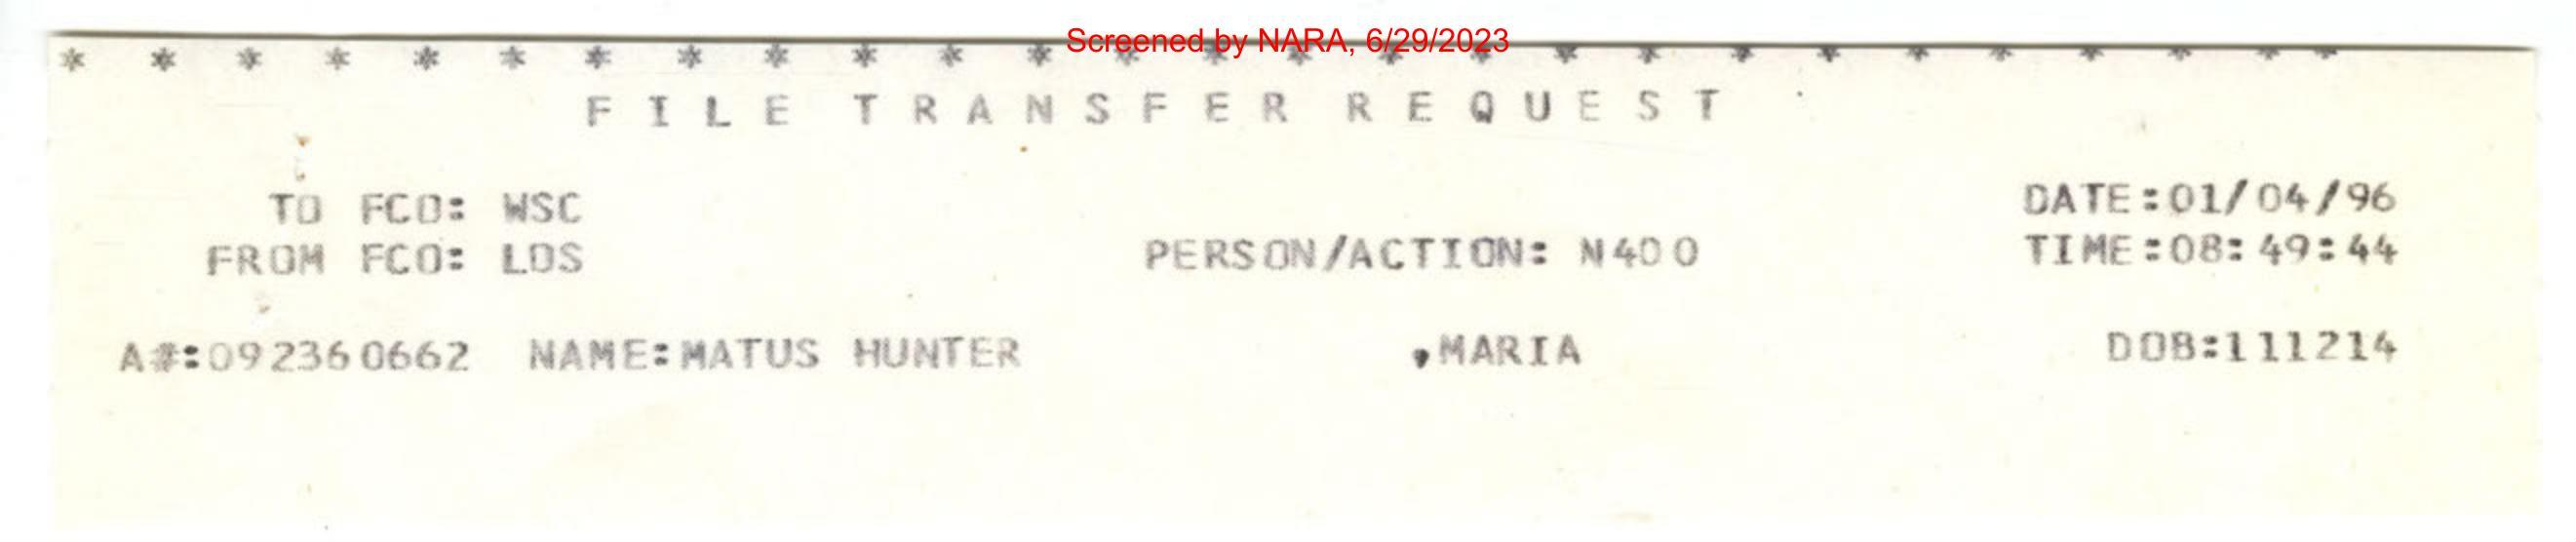 Screened by NARA, 6/29/2023
* * * * * * * * * * * * * * * * * * * * * * * * * *
F I L E   T R A N S F E R   R E Q U E S T
TO FCO: WSC DATE:01/04/96
FROM FCO: LOS PERSON/ACTION: N400 TIME:08:49:44
A#:092360662 NAME:MATUS HUNTER ,MARIA DOB:111214